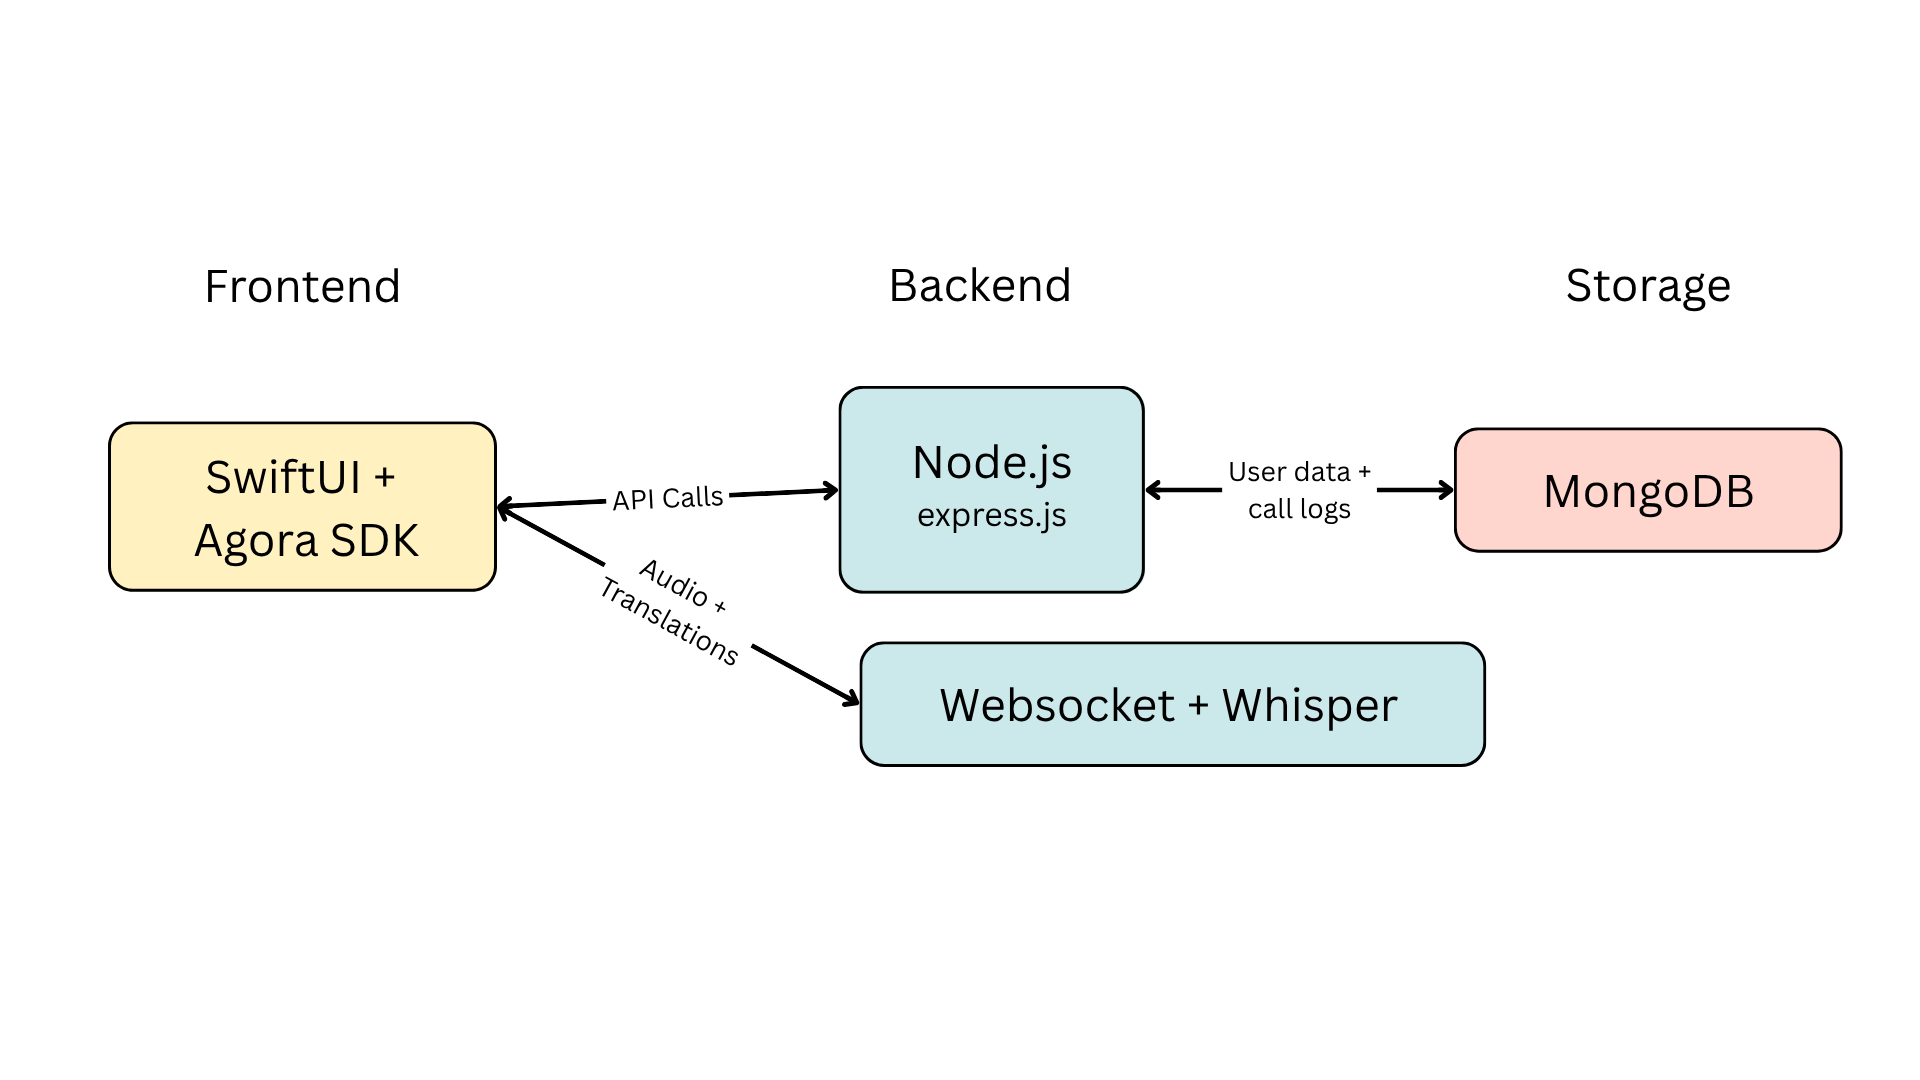 Frontend
Backend
Storage
SwiftUI +
Agora SDK
API Calls
Audio +
Translations
Node.js
express.js
User data +
call logs
MongoDB
Websocket + Whisper